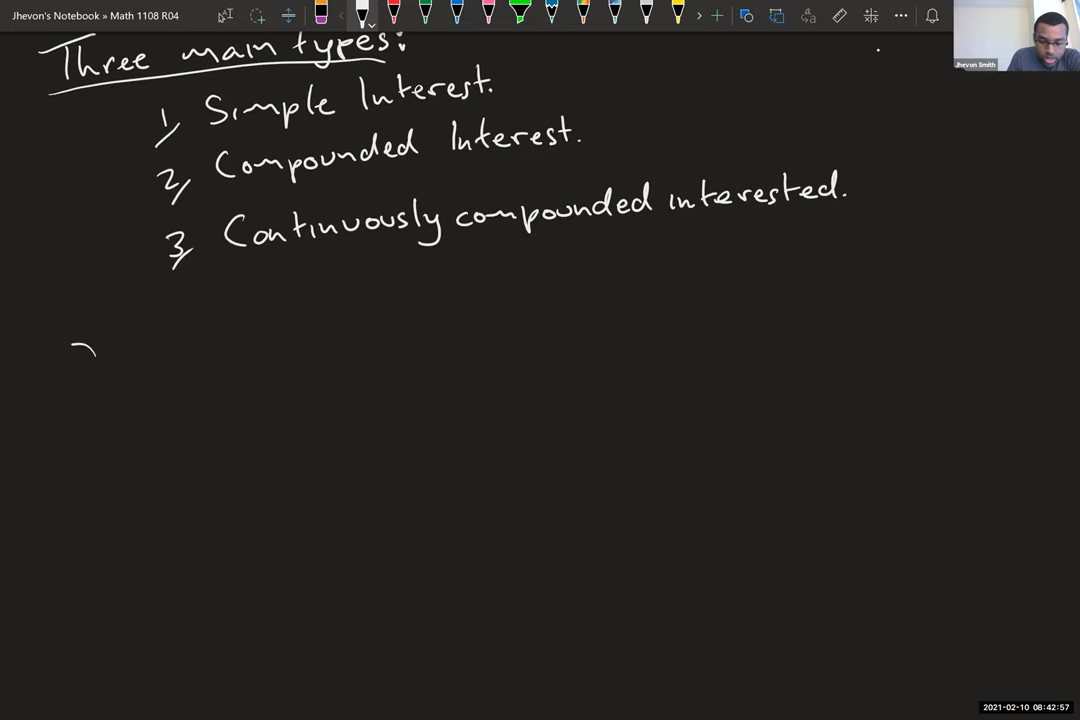 Jhevon's Notebook » Math 1108 R04
Jhevon Smith
Three main types:
1, Simple Interest.
2, Compounded Interest.
3, Continuously compounded interested.
2021-02-10 08:42:57